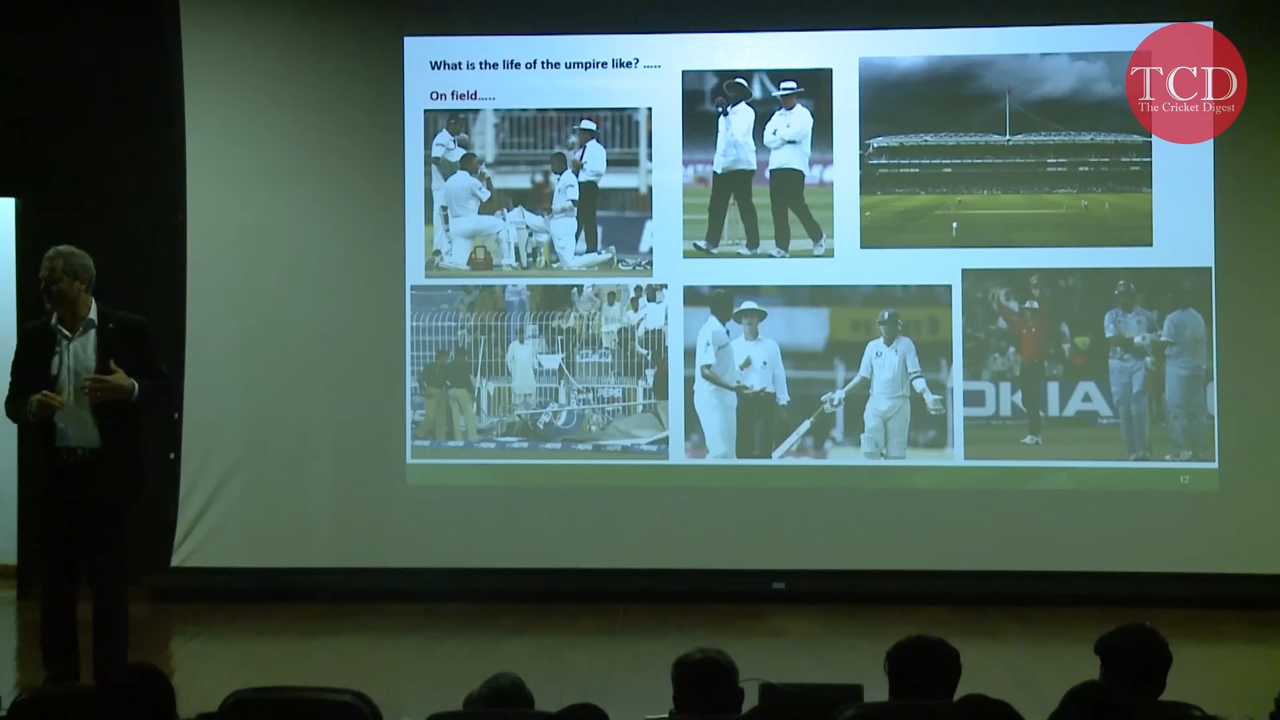 What is the life of the umpire like? .....
On field.....
TCD
The Cricket Digest
OKIA
12